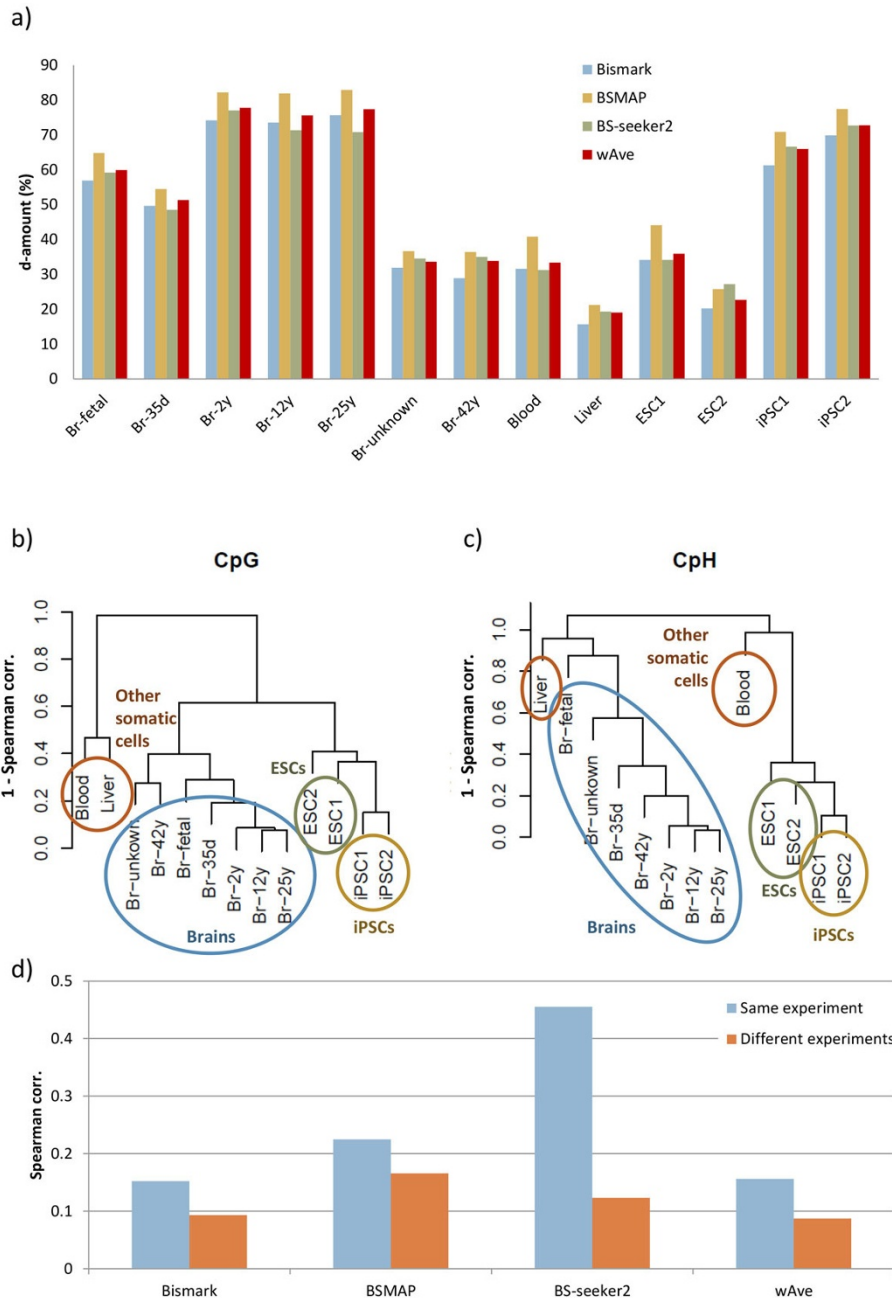 a)
90
80
70
60
50
40
30
20
10
0
d-amount (%)
Bismark
BSMAP
BS-seeker2
wAve
Br-fetal
Br-35d
Br-2y
Br-12y
Br-25y
Br-unknown
Br-42y
Blood
Liver
ESC1
ESC2
iPSC1
iPSC2
b)
CpG
1 - Spearman corr.
1.0
0.8
0.6
0.4
0.2
0.0
Other
somatic
cells
Blood
Liver
Br-unkown
Br-42y
Br-fetal
Br-35d
Br-2y
Br-12y
Br-25y
Brains
ESCs
ESC2
ESC1
iPSC1
iPSC2
iPSCs
c)
CpH
1 - Spearman corr.
1.0
0.8
0.6
0.4
0.2
0.0
Liver
Br-fetal
Br-unkown
Br-35d
Br-42y
Br-2y
Br-12y
Br-25y
Brains
Other
somatic
cells
Blood
ESC1
ESC2
ESCs
iPSC1
iPSC2
iPSCs
d)
0.5
0.4
0.3
0.2
0.1
0
Spearman corr.
Same experiment
Different experiments
Bismark
BSMAP
BS-seeker2
wAve